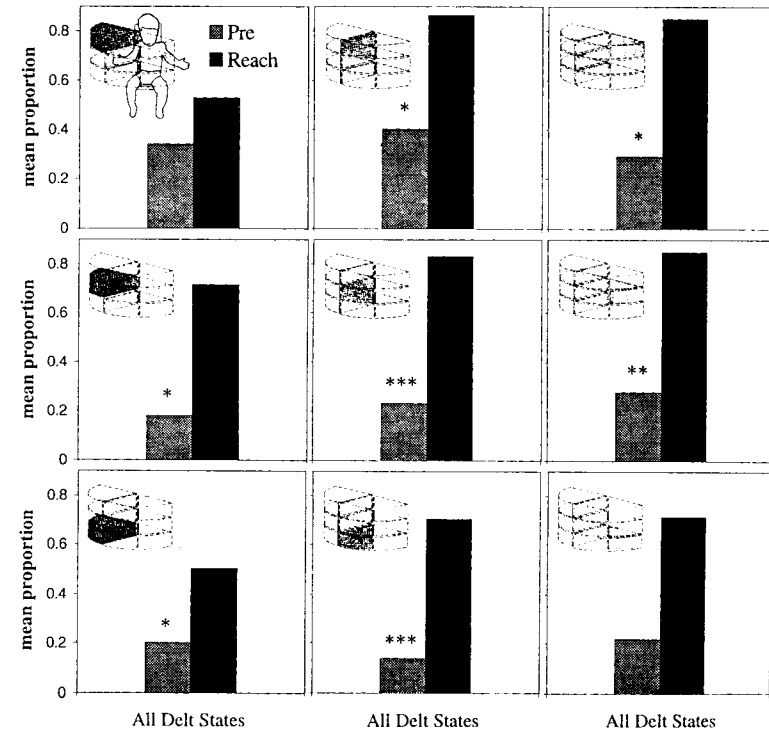 0.8
0.6
0.4
0.2
0
mean proportion
Pre
Reach
*
*
0.8
0.6
0.4
0.2
0
mean proportion
*
***
**
0.8
0.6
0.4
0.2
0
mean proportion
*
***
All Delt States
All Delt States
All Delt States